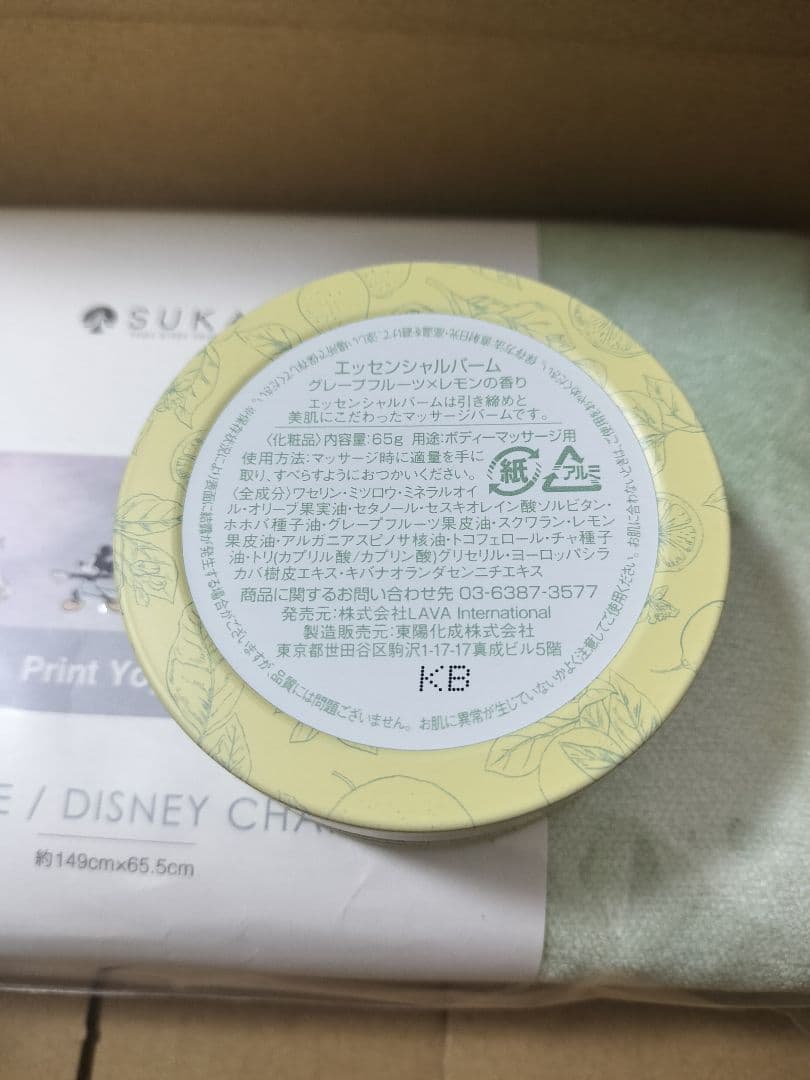 SUKA
エッセンシャルバーム
グレープフルーツ×レモンの香り
エッセンシャルバームは引き締めと
美肌にこだわったマッサージバームです。
〈化粧品〉内容量:65g 用途:ボディーマッサージ用
使用方法:マッサージ時に適量を手に
取り、すべらすようにおつかいください。
紙
アルミ
〈全成分〉ワセリン・ミツロウ・ミネラルオイ
ル・オリーブ果実油・セタノール・セスキオレイン酸ソルビタン・
ホホバ種子油・グレープフルーツ果皮油・スクワラン・レモン
果皮油・アルガニアスピノサ核油・トコフェロール・チャ種子
油・トリ(カプリル酸/カプリン酸)グリセリル・ヨーロッパシラ
カバ樹皮エキス・キバナオランダセンニチエキス
商品に関するお問い合わせ先 03-6387-3577
発売元:株式会社LAVA International
製造販売元:東陽化成株式会社
東京都世田谷区駒沢1-17-17真成ビル5階
KB
品質には問題ございません。お肌に異常が生じていないかよく注意してご使用ください。
Print Yo
E / DISNEY CHA
約149cm×65.5cm